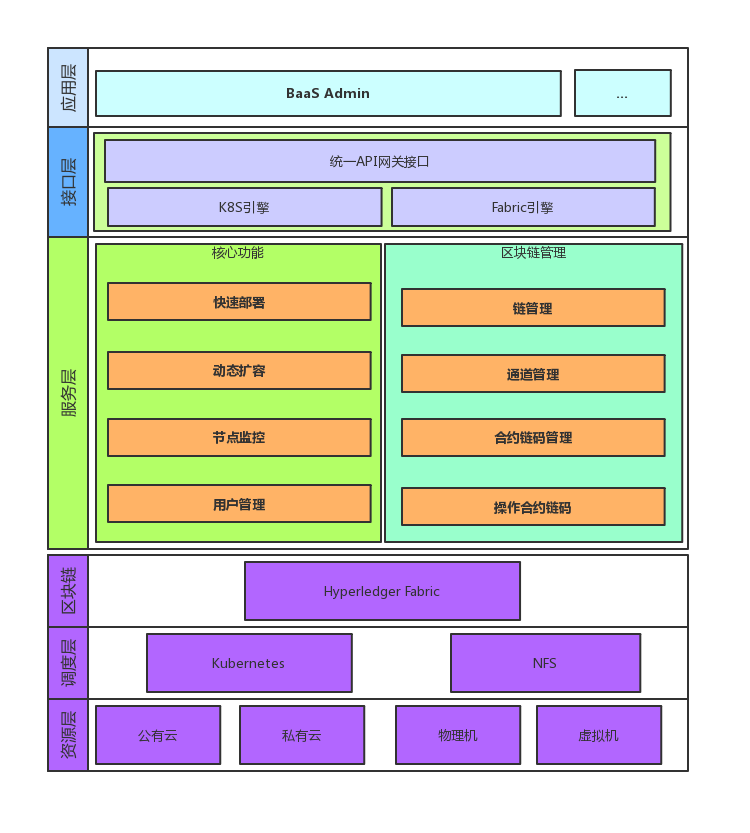 应用层
BaaS Admin
...
接口层
统一API网关接口
K8S引擎
Fabric引擎
服务层
核心功能
快速部署
动态扩容
节点监控
用户管理
区块链管理
链管理
通道管理
合约链码管理
操作合约链码
区块链
Hyperledger Fabric
调度层
Kubernetes
NFS
资源层
公有云
私有云
物理机
虚拟机